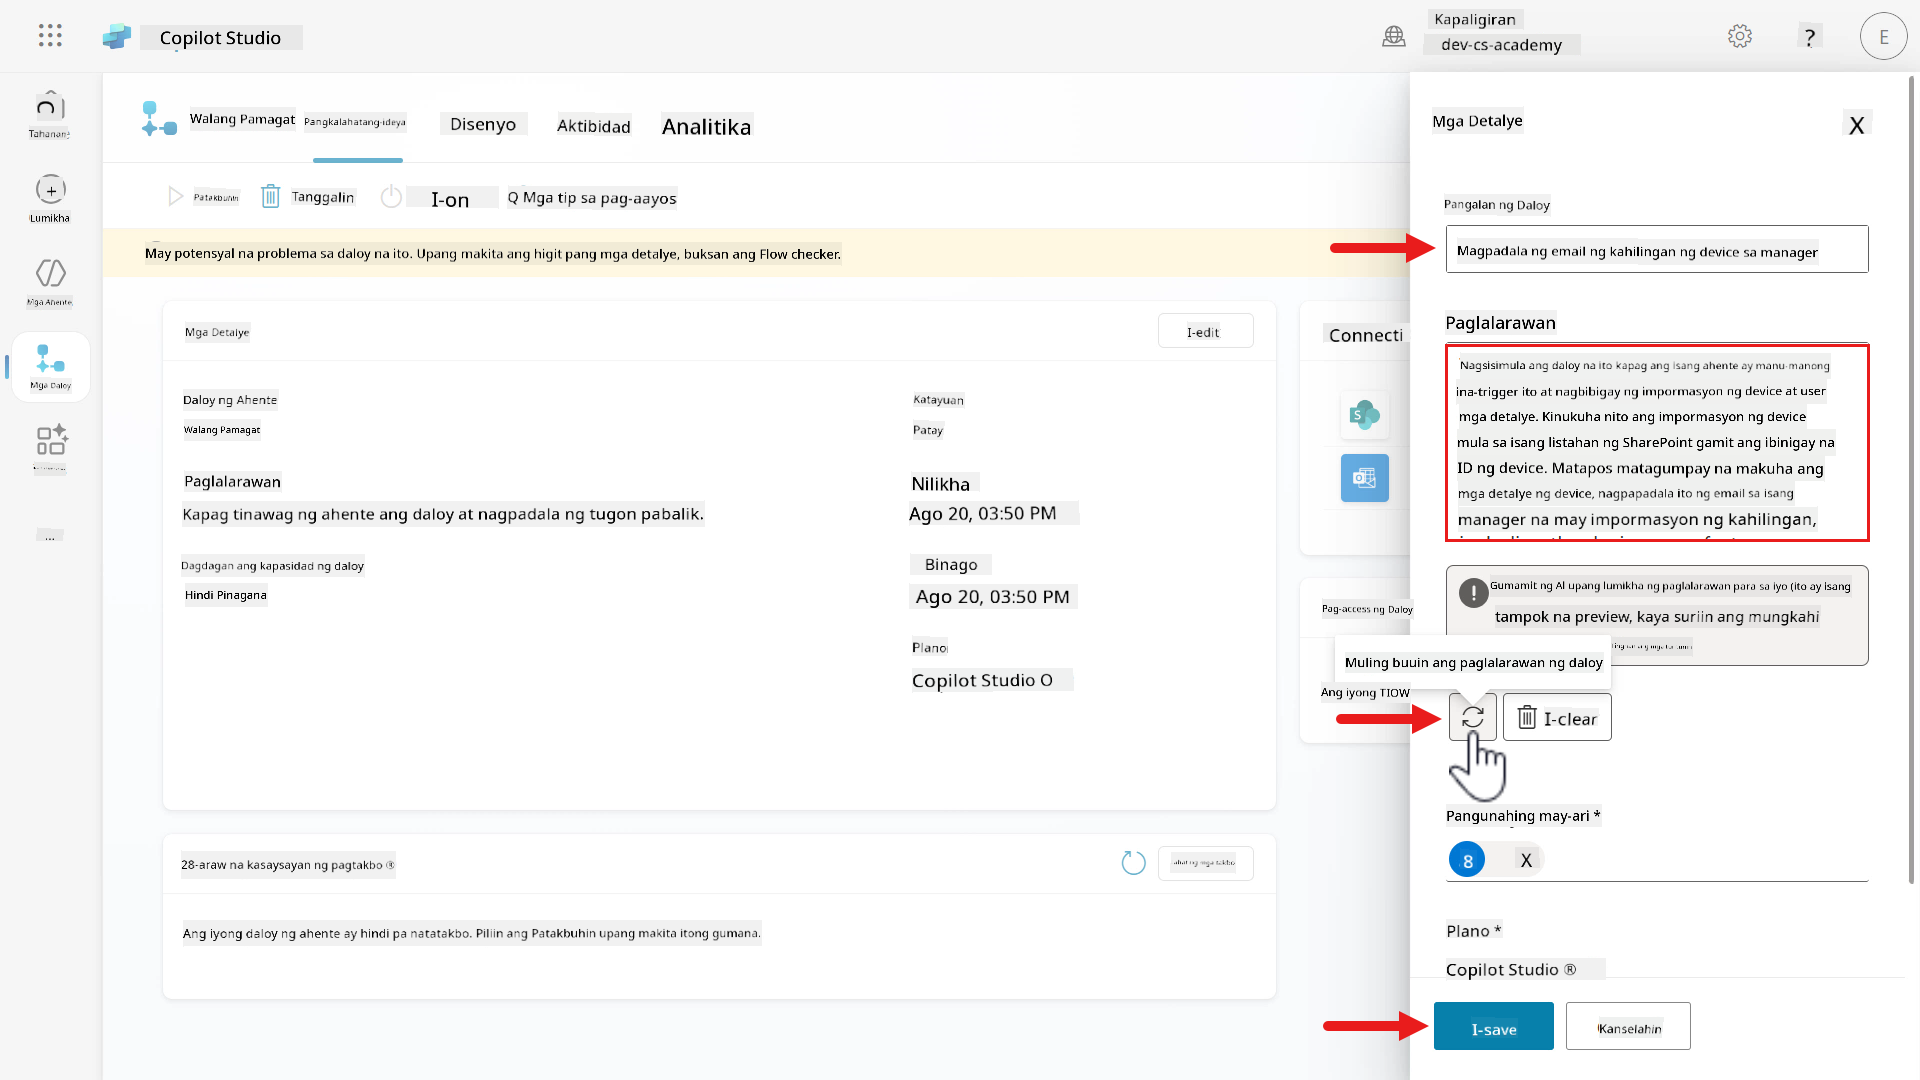 Copilot Studio
Kapaligiran
dev-cs-academy
?
E
Tahanan
Lumikha
Mga Ahente
Mga Daloy
...
Walang Pamagat
Pangkalahatang-ideya
Disenyo
Aktibidad
Analitika
Patakbuhin
Tanggalin
I-on
Q Mga tip sa pag-aayos
May potensyal na problema sa daloy na ito. Upang makita ang higit pang mga detalye, buksan ang Flow checker.
Mga Detalye
I-edit
Daloy ng Ahente
Walang Pamagat
Paglalarawan
Kapag tinawag ng ahente ang daloy at nagpadala ng tugon pabalik.
Dagdagan ang kapasidad ng daloy
Hindi Pinagana
Katayuan
Patay
Nilikha
Ago 20, 03:50 PM
Binago
Ago 20, 03:50 PM
Plano
Copilot Studio O
28-araw na kasaysayan ng pagtakbo ®
Ang iyong daloy ng ahente ay hindi pa natatakbo. Piliin ang Patakbuhin upang makita itong gumana.
Connecti
Pag-access ng Daloy
Ang iyong TIOW
Mga Detalye
X
Pangalan ng Daloy
Magpadala ng email ng kahilingan ng device sa manager
Paglalarawan
Nagsisimula ang daloy na ito kapag ang isang ahente ay manu-manong
ina-trigger ito at nagbibigay ng impormasyon ng device at user
mga detalye. Kinukuha nito ang impormasyon ng device
mula sa isang listahan ng SharePoint gamit ang ibinigay na
ID ng device. Matapos matagumpay na makuha ang
mga detalye ng device, nagpapadala ito ng email sa isang
manager na may impormasyon ng kahilingan,
Gumamit ng AI upang lumikha ng paglalarawan para sa iyo (ito ay isang
tampok na preview, kaya suriin ang mungkahi
Muling buuin ang paglalarawan ng daloy
I-clear
Pangunahing may-ari *
8
X
Plano *
Copilot Studio ®
I-save
Kanselahin